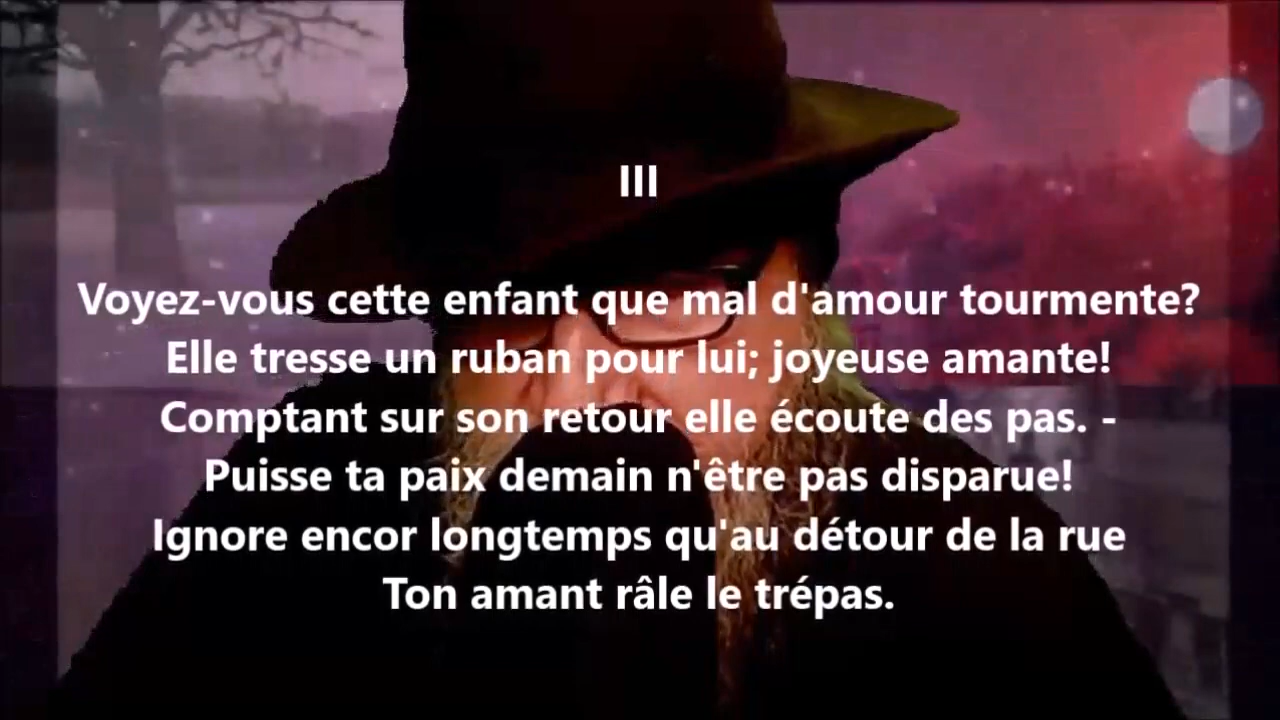 III
Voyez-vous cette enfant que mal d'amour tourmente?
Elle tresse un ruban pour lui; joyeuse amante!
Comptant sur son retour elle écoute des pas. -
Puisse ta paix demain n'être pas disparue!
Ignore encor longtemps qu'au détour de la rue
Ton amant râle le trépas.